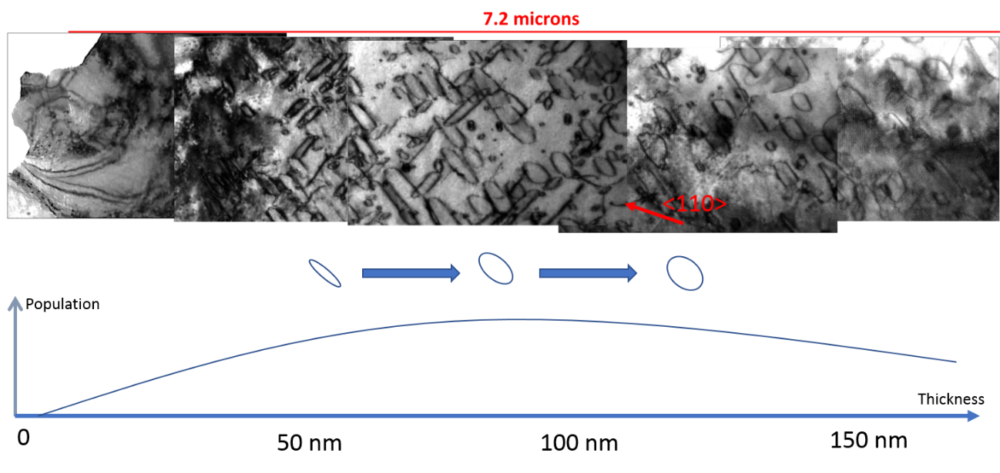 7.2 microns
<110>
Population
Thickness
0
50 nm
100 nm
150 nm